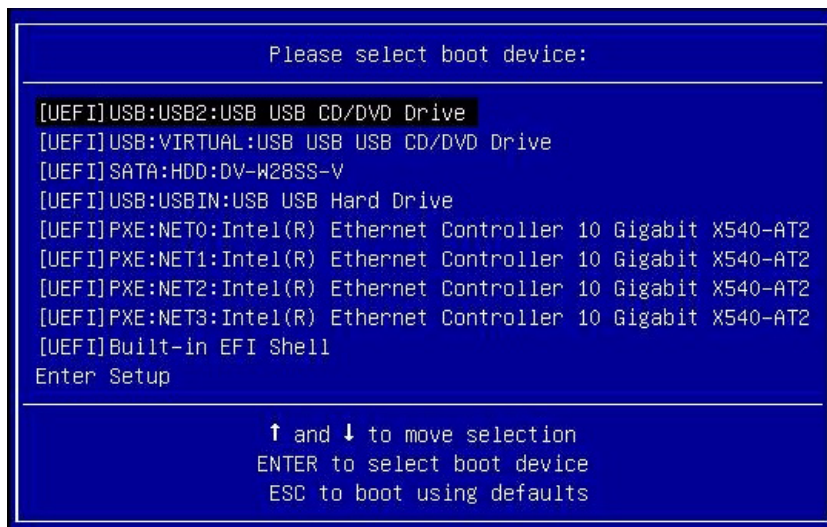 Please select boot device:
[UEFI]USB:USB2:USB USB CD/DVD Drive
[UEFI]USB:VIRTUAL:USB USB USB CD/DVD Drive
[UEFI]SATA:HDD:DV-W28SS-V
[UEFI]USB:USBIN:USB USB Hard Drive
[UEFI]PXE:NET0:Intel(R) Ethernet Controller 10 Gigabit X540-AT2
[UEFI]PXE:NET1:Intel(R) Ethernet Controller 10 Gigabit X540-AT2
[UEFI]PXE:NET2:Intel(R) Ethernet Controller 10 Gigabit X540-AT2
[UEFI]PXE:NET3:Intel(R) Ethernet Controller 10 Gigabit X540-AT2
[UEFI]Built-in EFI Shell
Enter Setup
↑ and ↓ to move selection
ENTER to select boot device
ESC to boot using defaults